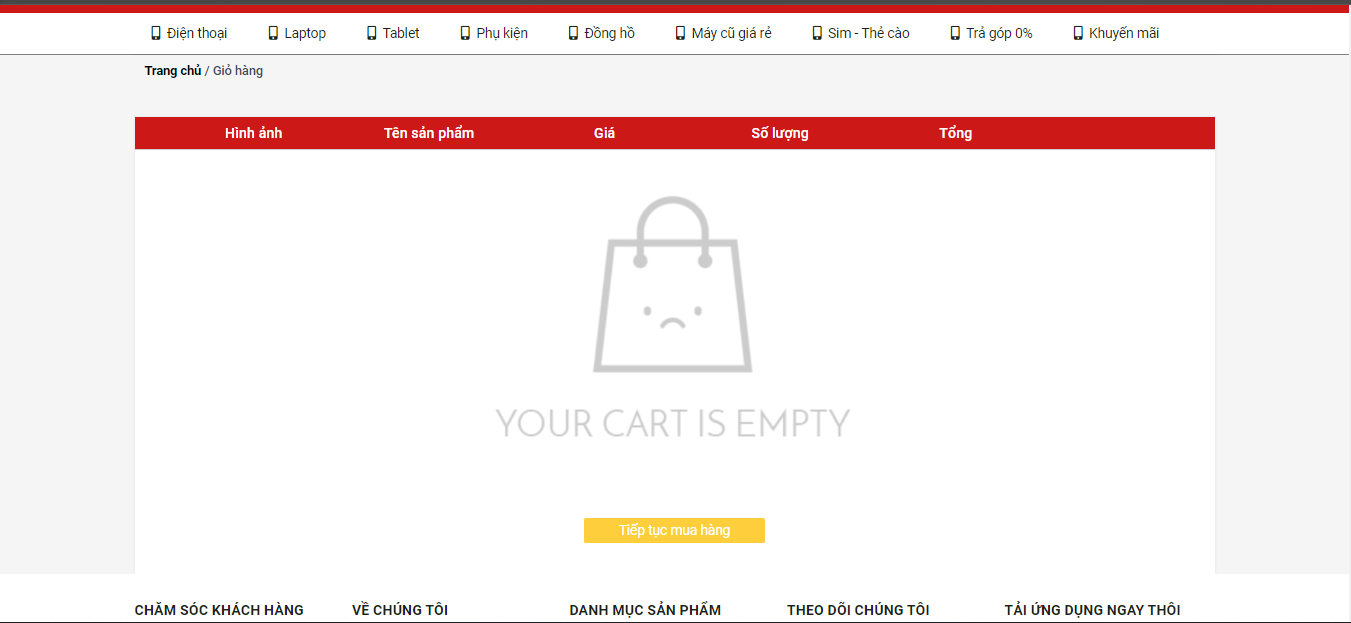 Điện thoại Laptop Tablet Phụ kiện Đồng hồ Máy cũ giá rẻ Sim - Thẻ cào Trả góp 0% Khuyến mãi
Trang chủ / Giỏ hàng
Hình ảnh Tên sản phẩm Giá Số lượng Tổng
YOUR CART IS EMPTY
Tiếp tục mua hàng
CHĂM SÓC KHÁCH HÀNG VỀ CHÚNG TÔI DANH MỤC SẢN PHẨM THEO DÕI CHÚNG TÔI TẢI ỨNG DỤNG NGAY THÔI